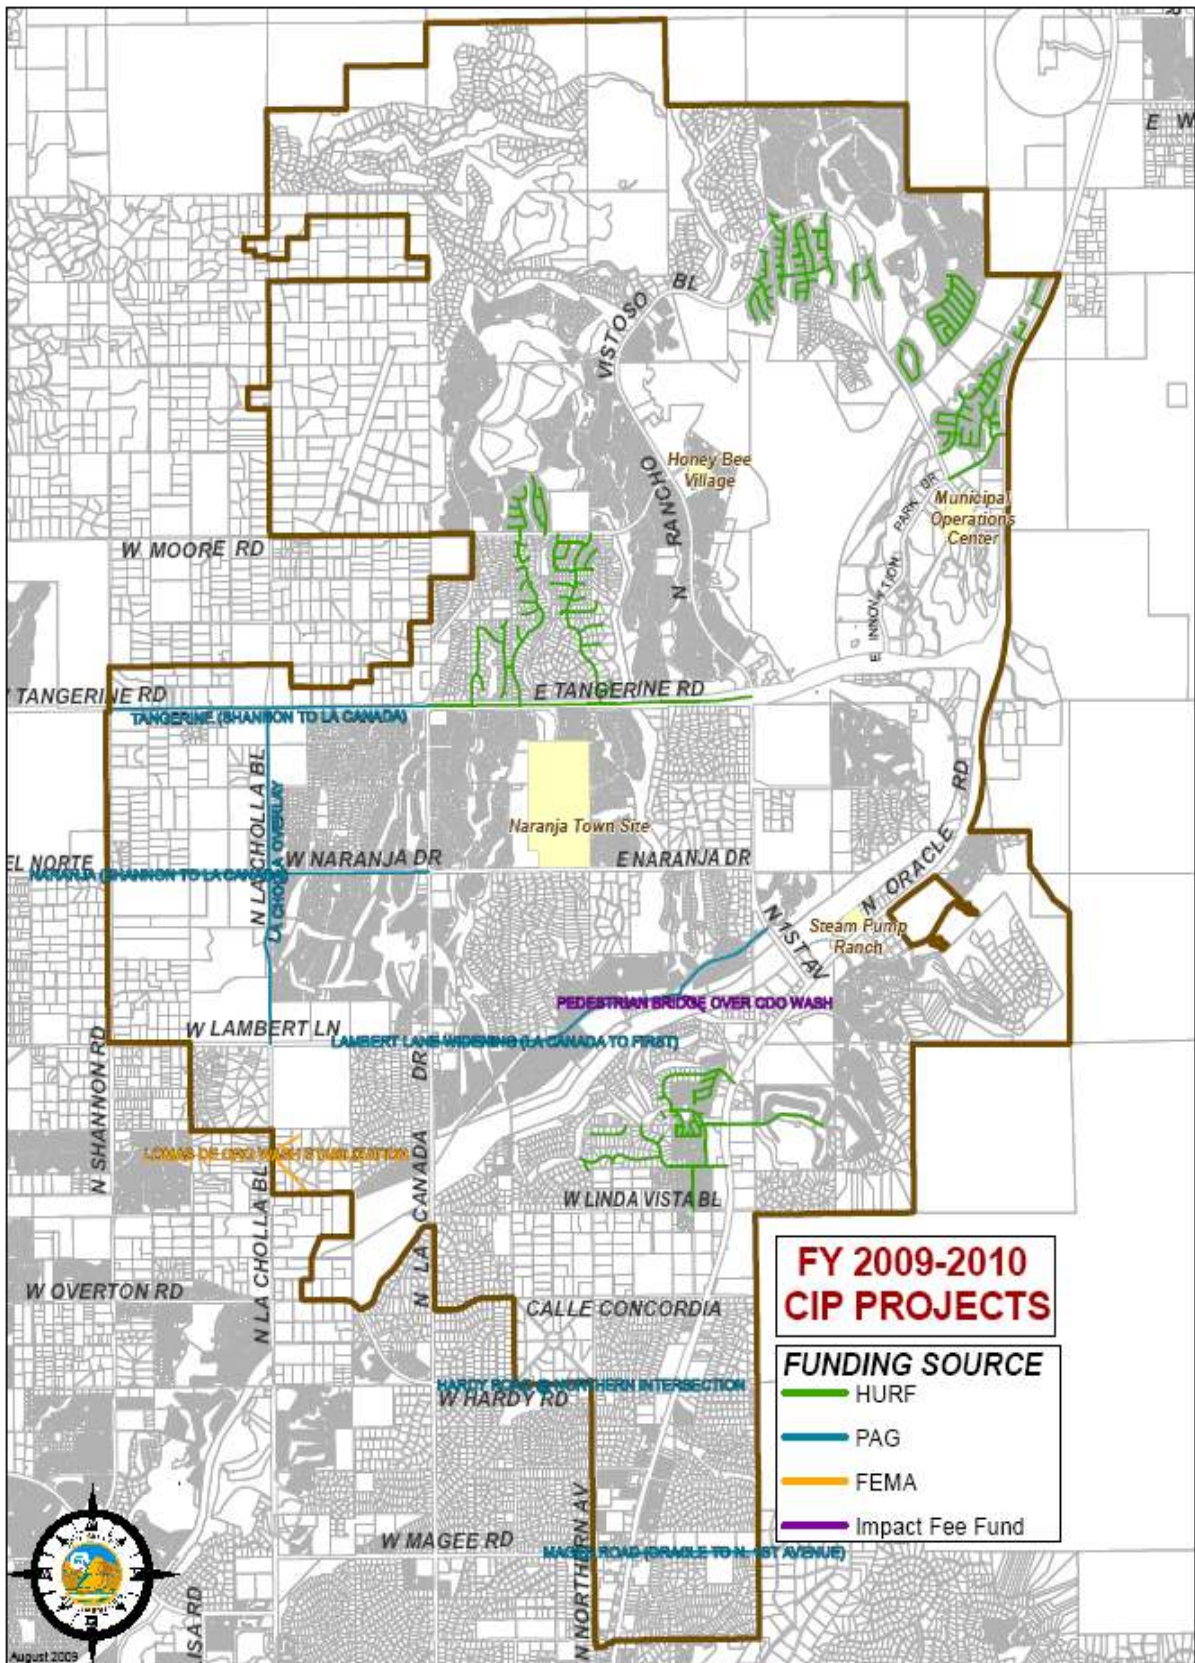 E W
VISTOSO BL
Honey Bee
Village
N RANCHO
PARK DR
Municipal
Operations
Center
W MOORE RD
E INNOVATION
TANGERINE RD
E TANGERINE RD
TANGERINE (SHANNON TO LA CANADA)
N LA CHOLLA BL
LA CHOLLA OVERLAY
Naranja Town Site
RD
EL NORTE
W NARANJA DR
E NARANJA DR
NARANJA (SHANNON TO LA CANADA)
N ORACLE
N 1ST AV
Steam Pump
Ranch
PEDESTRIAN BRIDGE OVER CDO WASH
W LAMBERT LN
LAMBERT LANE WIDENING (LA CANADA TO FIRST)
N SHANNON RD
DR
LOMAS DE ORO WASH STABILIZATION
N LA CHOLLA BL
N LA CANADA
W LINDA VISTA BL
FY 2009-2010
CIP PROJECTS
W OVERTON RD
CALLE CONCORDIA
FUNDING SOURCE
HURF
PAG
FEMA
Impact Fee Fund
HARDY ROAD @ NORTHERN INTERSECTION
W HARDY RD
N NORTHERN AV
W MAGEE RD
MAGEE ROAD (ORACLE TO N. 1ST AVENUE)
ISA RD
August 2009